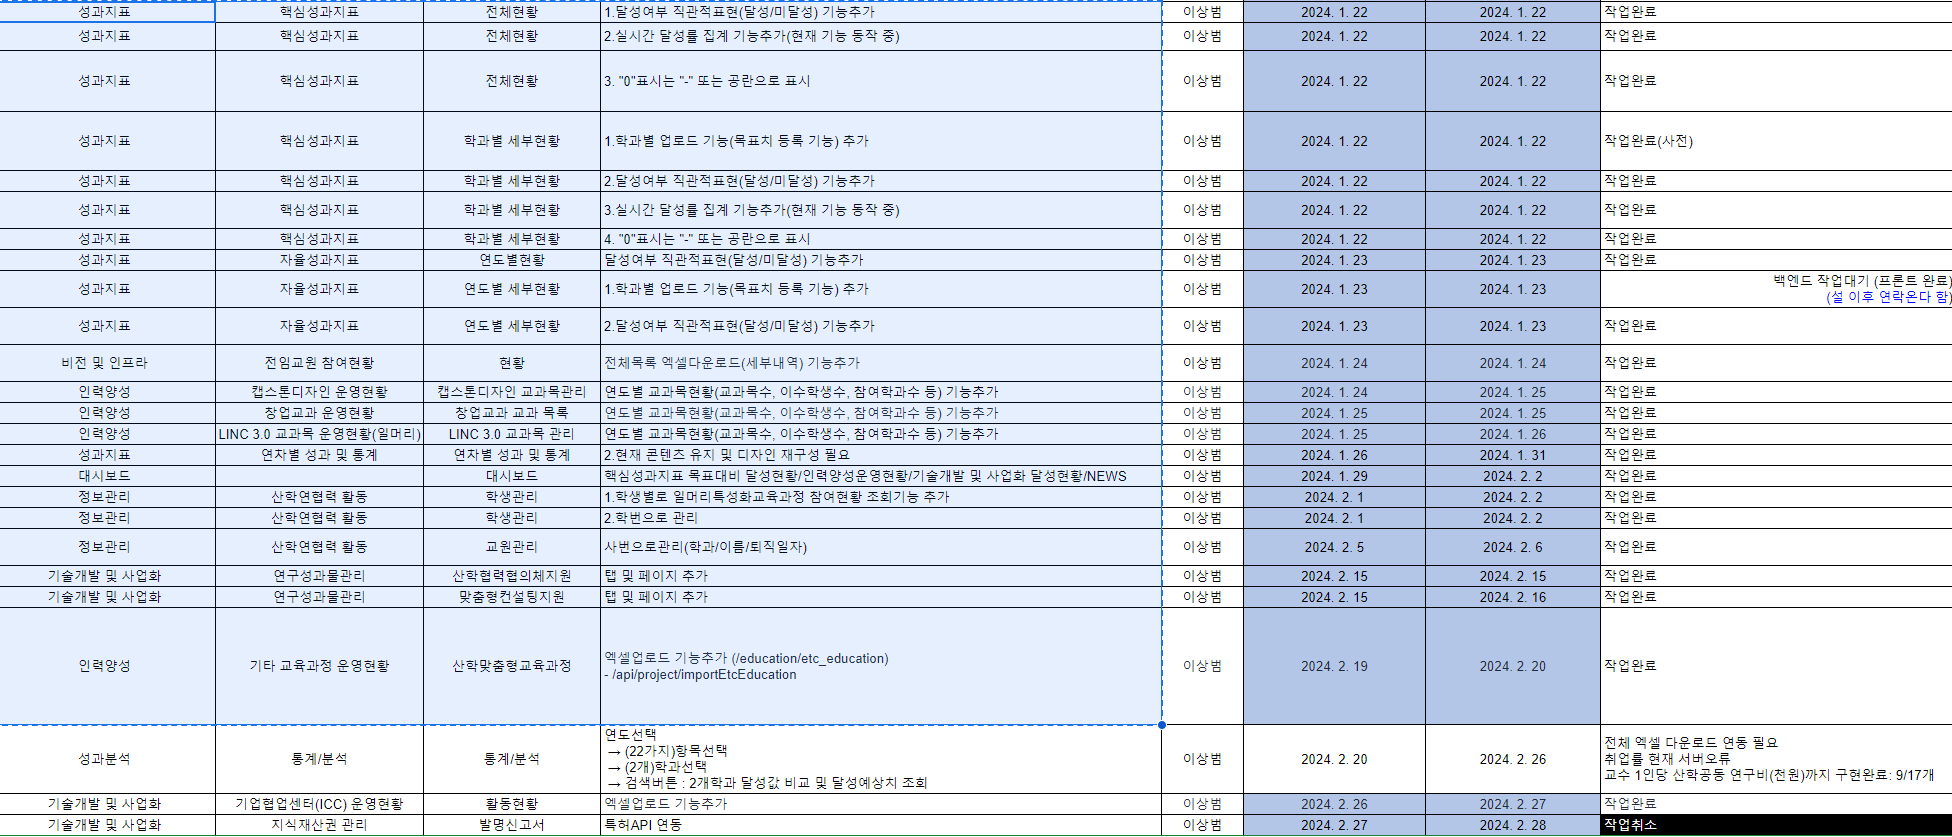 성과지표 핵심성과지표 전체현황 1.달성여부 직관적표현(달성/미달성) 기능추가 이상범 2024. 1. 22 2024. 1. 22 작업완료
성과지표 핵심성과지표 전체현황 2.실시간 달성률 집계 기능추가(현재 기능 동작 중) 이상범 2024. 1. 22 2024. 1. 22 작업완료
성과지표 핵심성과지표 전체현황 3. "0"표시는 "-" 또는 공란으로 표시 이상범 2024. 1. 22 2024. 1. 22 작업완료
성과지표 핵심성과지표 학과별 세부현황 1.학과별 업로드 기능(목표치 등록 기능) 추가 이상범 2024. 1. 22 2024. 1. 22 작업완료(사전)
성과지표 핵심성과지표 학과별 세부현황 2.달성여부 직관적표현(달성/미달성) 기능추가 이상범 2024. 1. 22 2024. 1. 22 작업완료
성과지표 핵심성과지표 학과별 세부현황 3.실시간 달성률 집계 기능추가(현재 기능 동작 중) 이상범 2024. 1. 22 2024. 1. 22 작업완료
성과지표 핵심성과지표 학과별 세부현황 4. "0"표시는 "-" 또는 공란으로 표시 이상범 2024. 1. 22 2024. 1. 22 작업완료
성과지표 자율성과지표 연도별현황 달성여부 직관적표현(달성/미달성) 기능추가 이상범 2024. 1. 23 2024. 1. 23 작업완료
성과지표 자율성과지표 연도별 세부현황 1.학과별 업로드 기능(목표치 등록 기능) 추가 이상범 2024. 1. 23 2024. 1. 23 백엔드 작업대기 (프론트 완료)
(설 이후 연락온다 함)
성과지표 자율성과지표 연도별 세부현황 2.달성여부 직관적표현(달성/미달성) 기능추가 이상범 2024. 1. 23 2024. 1. 23 작업완료
비전 및 인프라 전임교원 참여현황 현황 전체목록 엑셀다운로드(세부내역) 기능추가 이상범 2024. 1. 24 2024. 1. 24 작업완료
인력양성 캡스톤디자인 운영현황 캡스톤디자인 교과목관리 연도별 교과목현황(교과목수, 이수학생수, 참여학과수 등) 기능추가 이상범 2024. 1. 24 2024. 1. 25 작업완료
인력양성 창업교과 운영현황 창업교과 교과 목록 연도별 교과목현황(교과목수, 이수학생수, 참여학과수 등) 기능추가 이상범 2024. 1. 25 2024. 1. 25 작업완료
인력양성 LINC 3.0 교과목 운영현황(일머리) LINC 3.0 교과목 관리 연도별 교과목현황(교과목수, 이수학생수, 참여학과수 등) 기능추가 이상범 2024. 1. 25 2024. 1. 26 작업완료
성과지표 연차별 성과 및 통계 연차별 성과 및 통계 2.현재 콘텐츠 유지 및 디자인 재구성 필요 이상범 2024. 1. 26 2024. 1. 31 작업완료
대시보드 대시보드 핵심성과지표 목표대비 달성현황/인력양성운영현황/기술개발 및 사업화 달성현황/NEWS 이상범 2024. 1. 29 2024. 2. 2 작업완료
정보관리 산학연협력 활동 학생관리 1.학생별로 일머리특성화교육과정 참여현황 조회기능 추가 이상범 2024. 2. 1 2024. 2. 2 작업완료
정보관리 산학연협력 활동 학생관리 2.학번으로 관리 이상범 2024. 2. 1 2024. 2. 2 작업완료
정보관리 산학연협력 활동 교원관리 사번으로관리(학과/이름/퇴직일자) 이상범 2024. 2. 5 2024. 2. 6 작업완료
기술개발 및 사업화 연구성과물관리 산학협력협의체지원 탭 및 페이지 추가 이상범 2024. 2. 15 2024. 2. 15 작업완료
기술개발 및 사업화 연구성과물관리 맞춤형컨설팅지원 탭 및 페이지 추가 이상범 2024. 2. 15 2024. 2. 16 작업완료
인력양성 기타 교육과정 운영현황 산학맞춤형교육과정 엑셀업로드 기능추가 (/education/etc_education)
- /api/project/importEtcEducation 이상범 2024. 2. 19 2024. 2. 20 작업완료
성과분석 통계/분석 통계/분석 연도선택
→ (22가지)항목선택
→ (2개)학과선택
→ 검색버튼 : 2개학과 달성값 비교 및 달성예상치 조회 이상범 2024. 2. 20 2024. 2. 26 전체 엑셀 다운로드 연동 필요
취업률 현재 서버오류
교수 1인당 산학공동 연구비(천원)까지 구현완료: 9/17개
기술개발 및 사업화 기업협업센터(ICC) 운영현황 활동현황 엑셀업로드 기능추가 이상범 2024. 2. 26 2024. 2. 27 작업완료
기술개발 및 사업화 지식재산권 관리 발명신고서 특허API 연동 이상범 2024. 2. 27 2024. 2. 28 작업취소